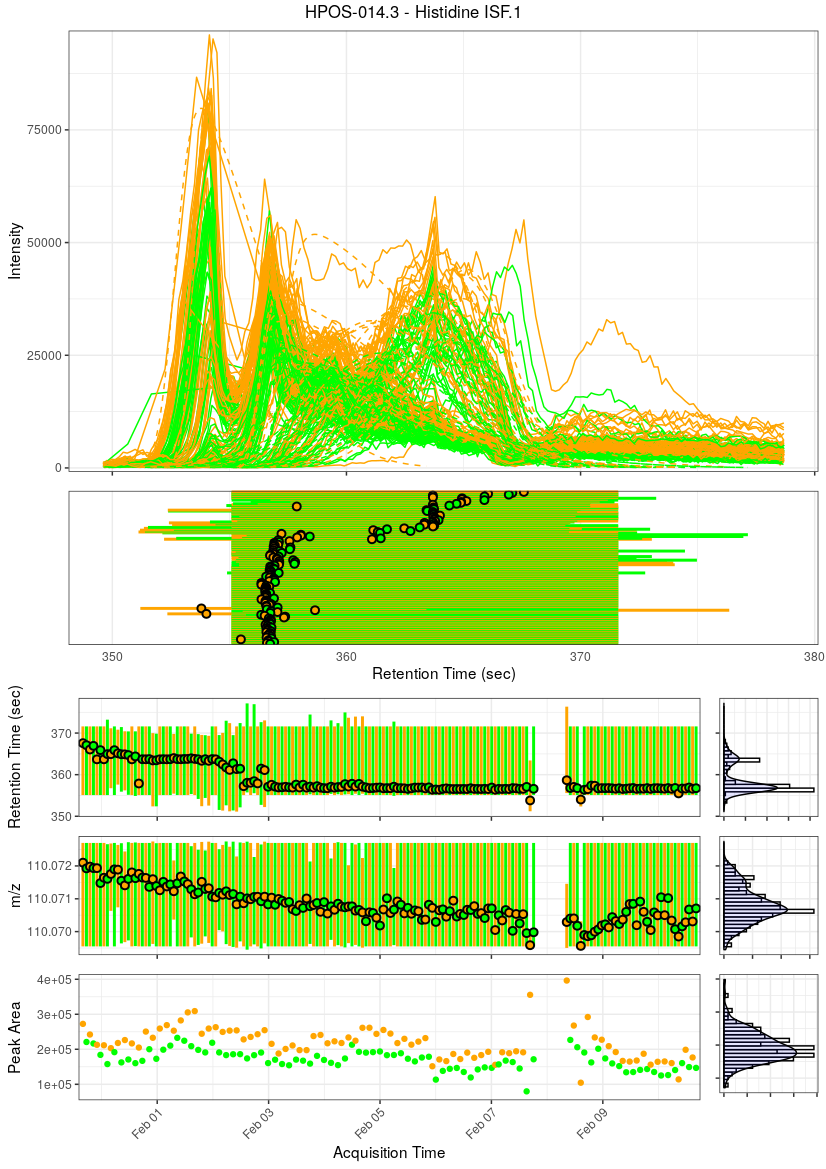 HPOS-014.3 - Histidine ISF.1
Intensity
75000
50000
25000
0
350
360
370
380
Retention Time (sec)
Retention Time (sec)
370
360
350
m/z
110.072
110.071
110.070
Peak Area
4e+05
3e+05
2e+05
1e+05
Feb 01
Feb 03
Feb 05
Feb 07
Feb 09
Acquisition Time